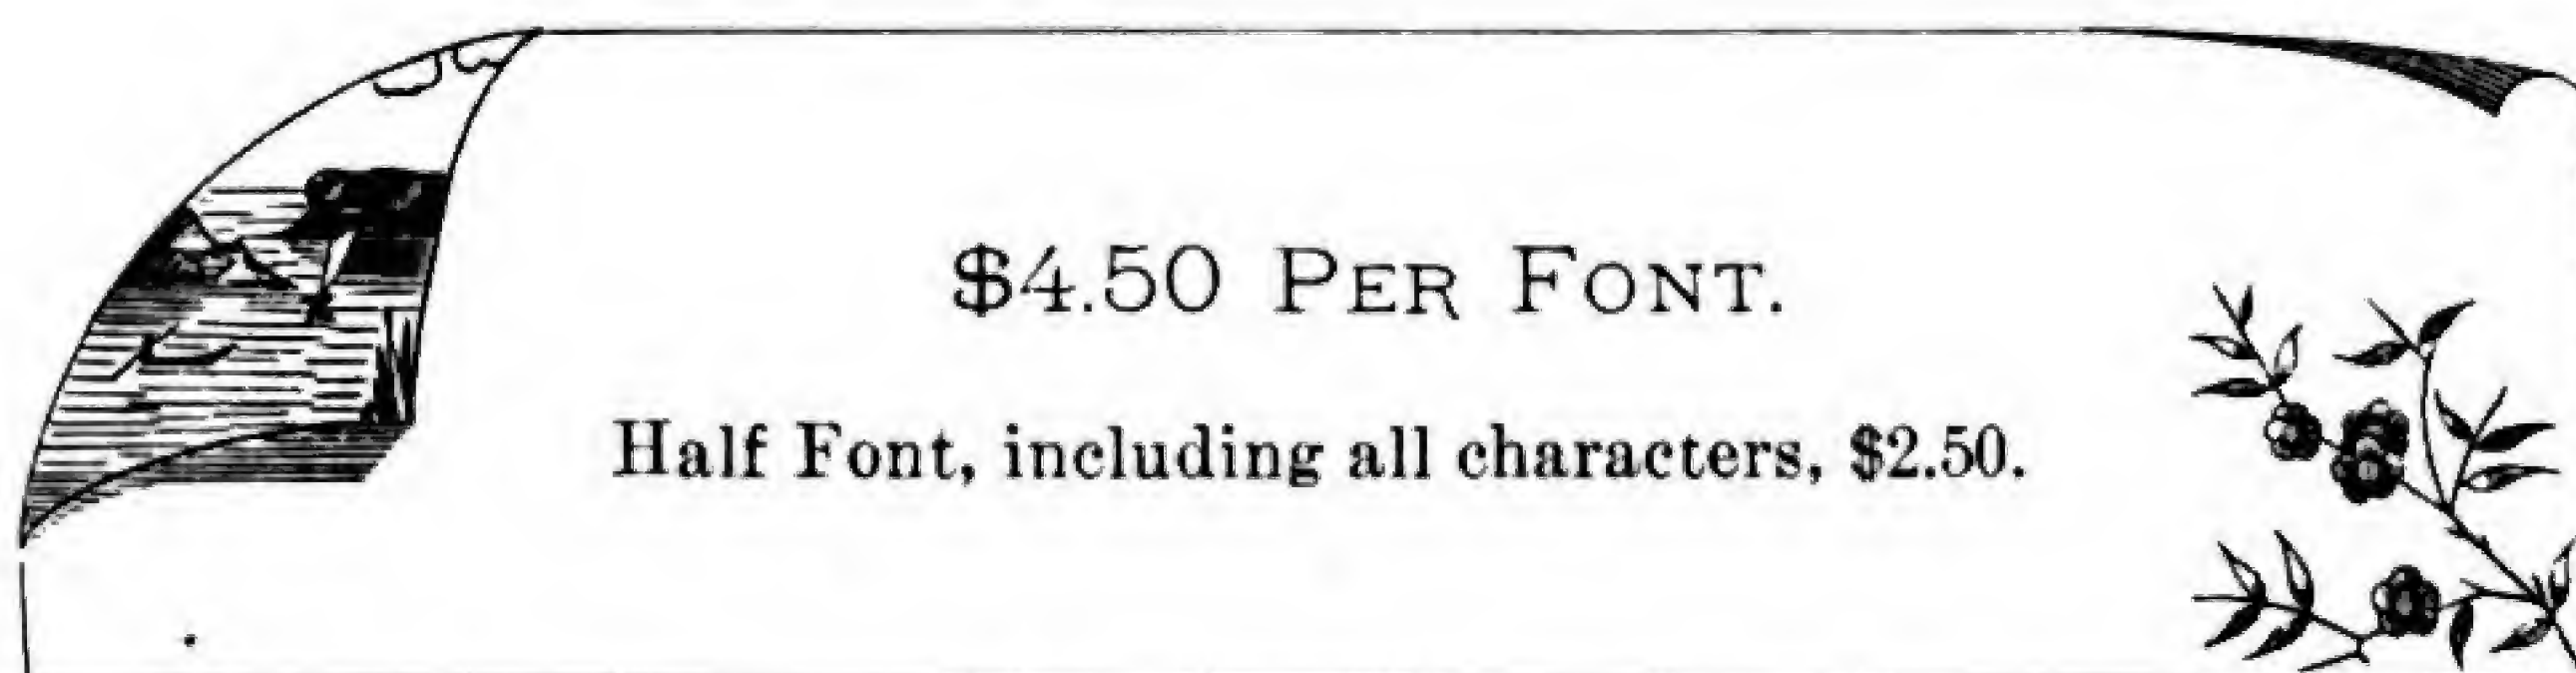 $4.50 PER FONT.
Half Font, including all characters, $2.50.